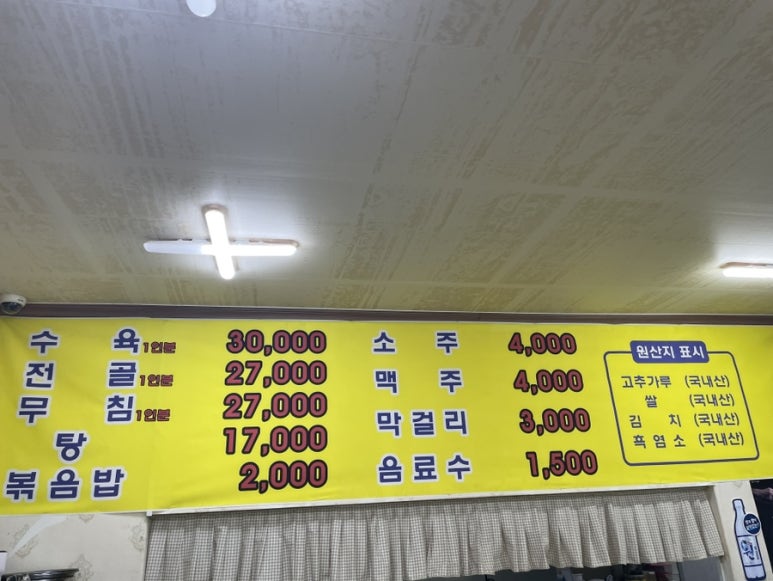 수육 1인분 30,000
전골 1인분 27,000
무침 1인분 27,000
탕 17,000
볶음밥 2,000
소주 4,000
맥주 4,000
막걸리 3,000
음료수 1,500
원산지 표시
고추가루 (국내산)
쌀 (국내산)
김치 (국내산)
흑염소 (국내산)